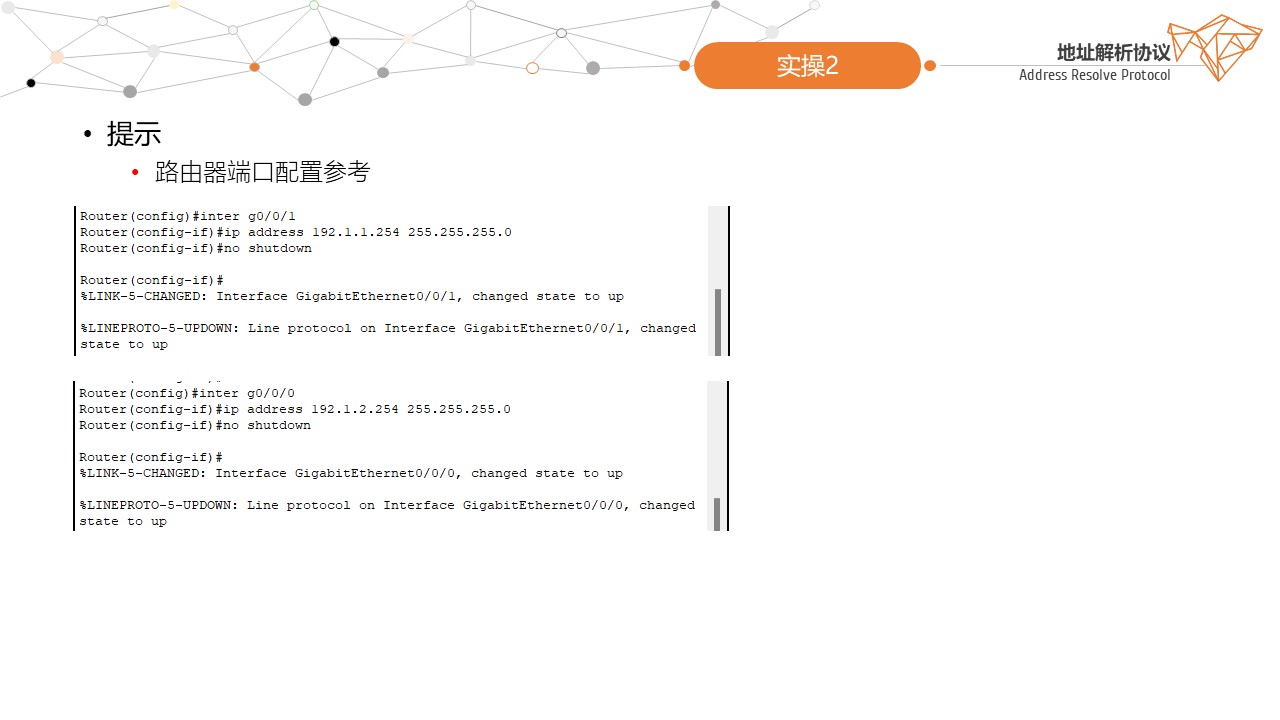 实操2
地址解析协议
Address Resolve Protocol
• 提示
• 路由器端口配置参考
Router(config)#inter g0/0/1
Router(config-if)#ip address 192.1.1.254 255.255.255.0
Router(config-if)#no shutdown
Router(config-if)#
%LINK-5-CHANGED: Interface GigabitEthernet0/0/1, changed state to up
%LINEPROTO-5-UPDOWN: Line protocol on Interface GigabitEthernet0/0/1, changed
state to up
Router(config)#inter g0/0/0
Router(config-if)#ip address 192.1.2.254 255.255.255.0
Router(config-if)#no shutdown
Router(config-if)#
%LINK-5-CHANGED: Interface GigabitEthernet0/0/0, changed state to up
%LINEPROTO-5-UPDOWN: Line protocol on Interface GigabitEthernet0/0/0, changed
state to up